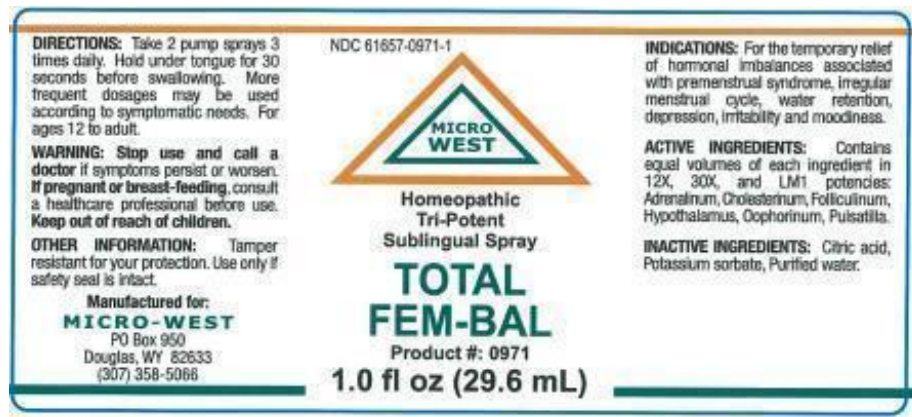 DIRECTIONS: Take 2 pump sprays 3
times daily. Hold under tongue for 30
seconds before swallowing. More
frequent dosages may be used
according to symptomatic needs. For
ages 12 to adult.
WARNING: Stop use and call a
doctor if symptoms persist or worsen.
If pregnant or breast-feeding, consult
a healthcare professional before use.
Keep out of reach of children.
OTHER INFORMATION: Tamper
resistant for your protection. Use only if
safety seal is intact.
Manufactured for:
MICRO-WEST
PO Box 950
Douglas, WY 82633
(307) 358-5066
NDC 61657-0971-1
MICRO
WEST
Homeopathic
Tri-Potent
Sublingual Spray
TOTAL
FEM-BAL
Product #: 0971
1.0 fl oz (29.6 mL)
INDICATIONS: For the temporary relief
of hormonal imbalances associated
with premenstrual syndrome, irregular
menstrual cycle, water retention,
depression, irritability and moodiness.
ACTIVE INGREDIENTS: Contains
equal volumes of each ingredient in
12X, 30X, and LM1 potencies:
Adrenalinum, Cholesterinum, Folliculinum,
Hypothalamus, Oophorinum, Pulsatilla.
INACTIVE INGREDIENTS: Citric acid,
Potassium sorbate, Purified water.